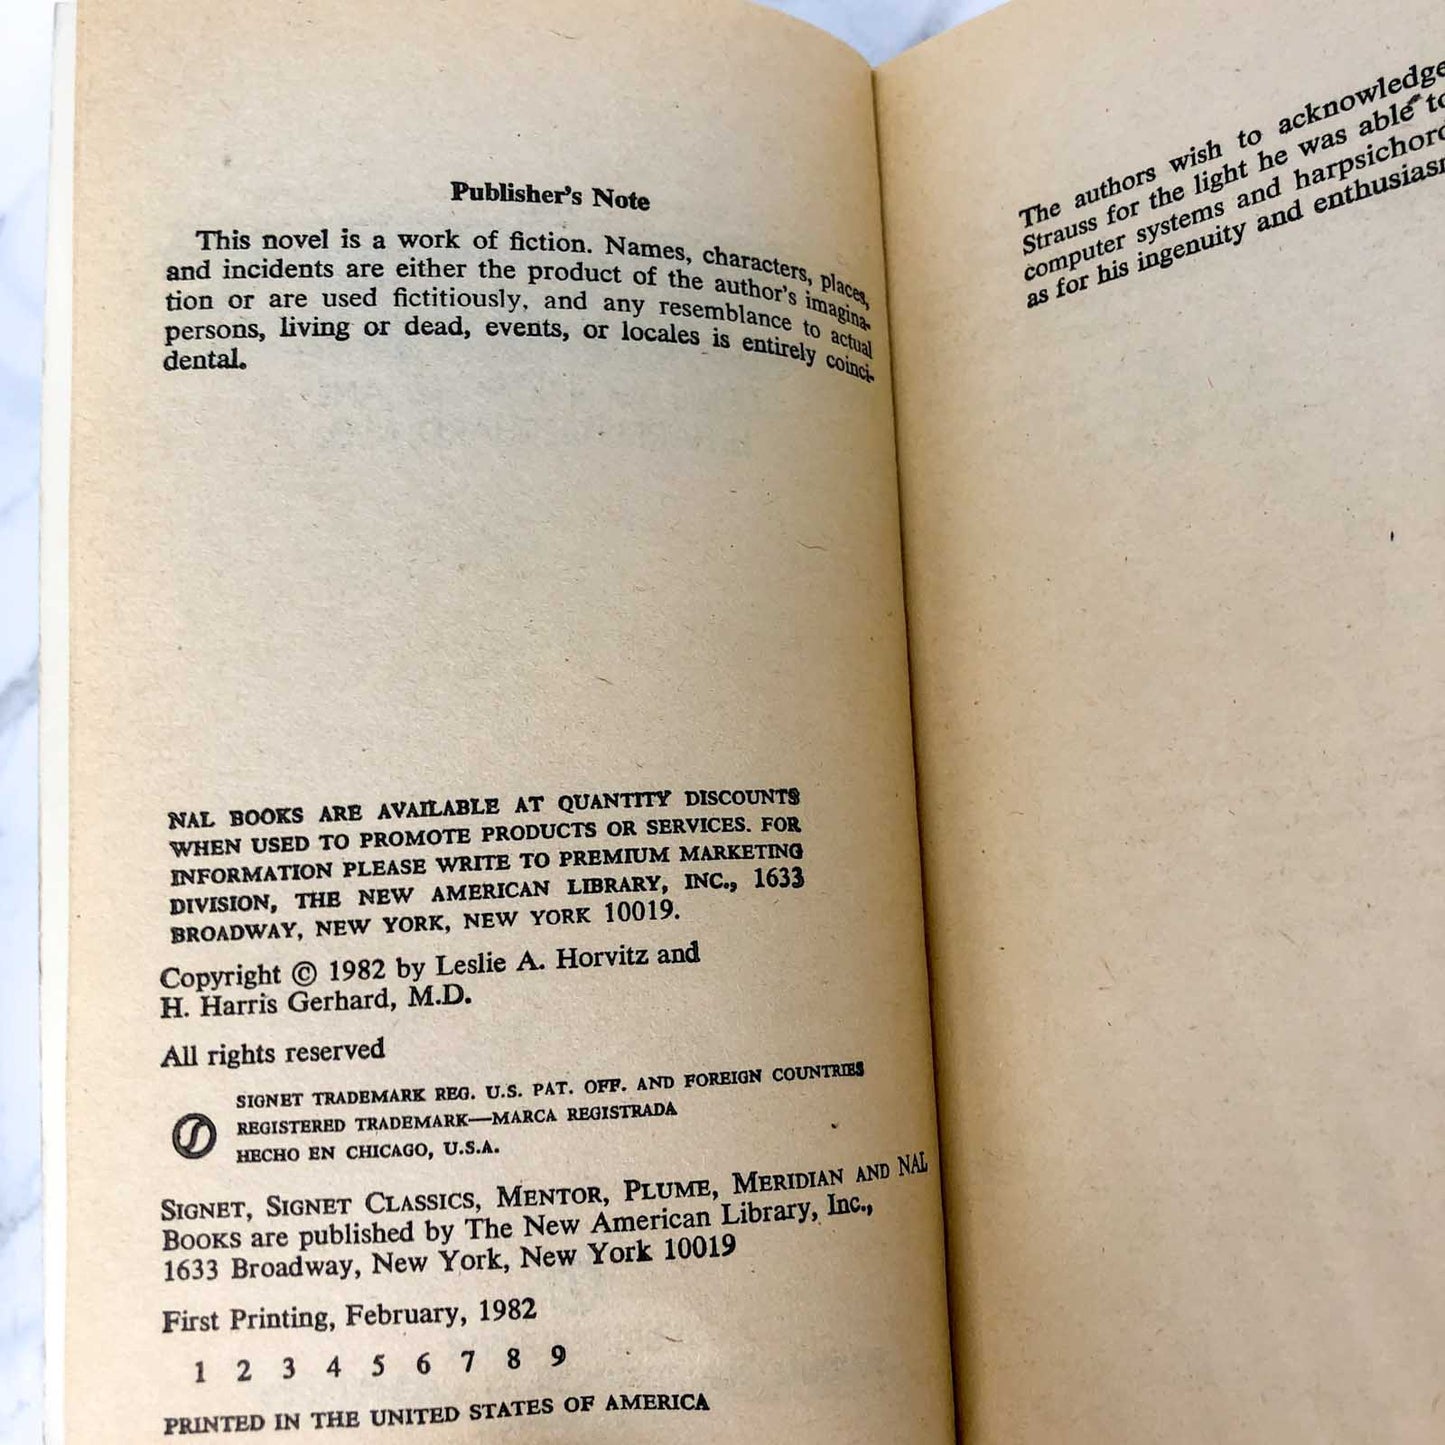 Publisher's Note
This novel is a work of fiction. Names, characters, places,
and incidents are either the product of the author's imagina-
tion or are used fictitiously, and any resemblance to actual
persons, living or dead, events, or locales is entirely coinci-
dental.
NAL BOOKS ARE AVAILABLE AT QUANTITY DISCOUNTS
WHEN USED TO PROMOTE PRODUCTS OR SERVICES. FOR
INFORMATION PLEASE WRITE TO PREMIUM MARKETING
DIVISION, THE NEW AMERICAN LIBRARY, INC., 1633
BROADWAY, NEW YORK, NEW YORK 10019.
Copyright © 1982 by Leslie A. Horvitz and
H. Harris Gerhard, M.D.
All rights reserved
SIGNET TRADEMARK REG. U.S. PAT. OFF. AND FOREIGN COUNTRIES
REGISTERED TRADEMARK—MARCA REGISTRADA
HECHO EN CHICAGO, U.S.A.
SIGNET, SIGNET CLASSICS, MENTOR, PLUME, MERIDIAN AND NAL
BOOKS are published by The New American Library, Inc.,
1633 Broadway, New York, New York 10019
First Printing, February, 1982
1 2 3 4 5 6 7 8 9
PRINTED IN THE UNITED STATES OF AMERICA
The authors wish to acknowledge
Strauss for the light he was able to
computer systems and harpsichord
as for his ingenuity and enthusiasm